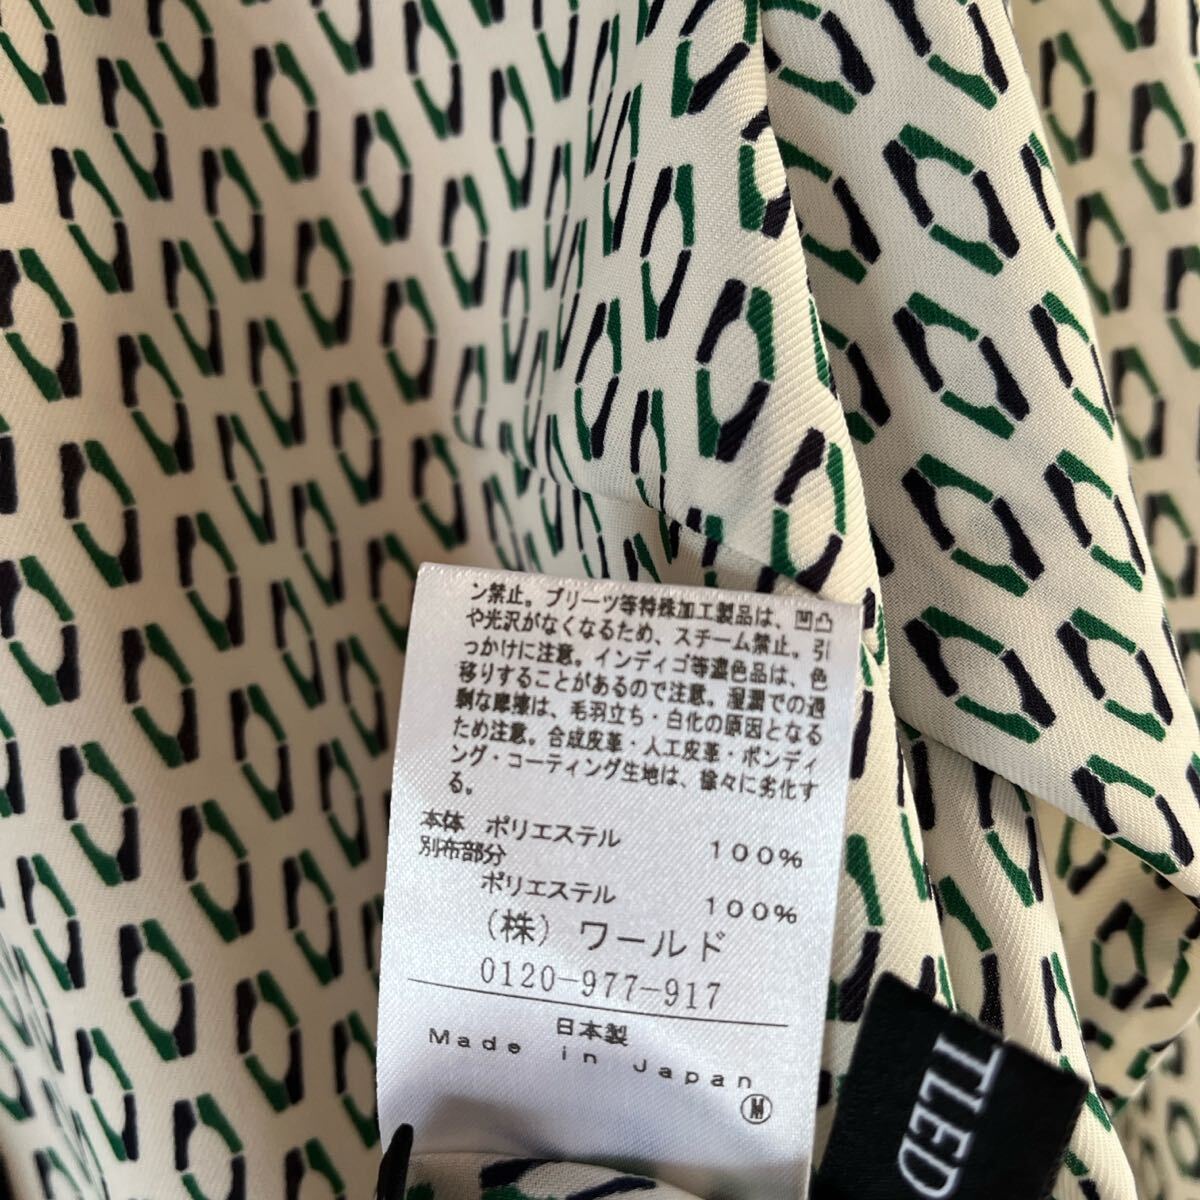 ン禁止。プリーツ等特殊加工製品は、凹凸
や光沢がなくなるため、スチーム禁止。引
っかけに注意。インディゴ等濃色品は、色
移りすることがあるので注意。湿潤での過
剰な摩擦は、毛羽立ち・白化の原因となる
ため注意。合成皮革・人工皮革・ボンディ
ング・コーティング生地は、徐々に劣化す
る。
本体 ポリエステル 100%
別布部分
ポリエステル 100%
(株)ワールド
0120-977-917
日本製
Made in Japan
Ⓜ
TLED